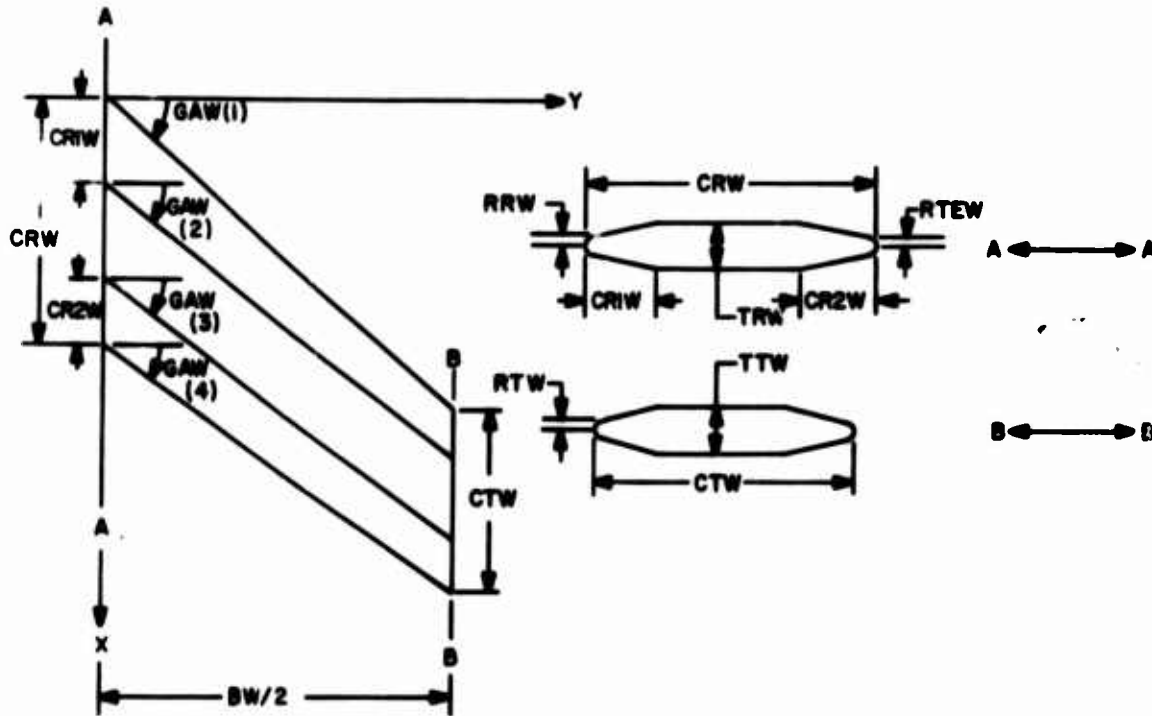 A
Y
GAW(1)
CR1W
GAW
(2)
CRW
GAW
(3)
CR2W
GAW
(4)
B
CTW
A
X
B
BW/2
CRW
RRW
RTEW
A
A
CR1W
CR2W
TRW
TTW
RTW
B
B
CTW